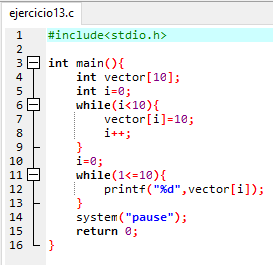 ejercicio13.c
1 #include<stdio.h>
2
3 int main(){
4 int vector[10];
5 int i=0;
6 while(i<10){
7 vector[i]=10;
8 i++;
9 }
10 i=0;
11 while(1<=10){
12 printf("%d",vector[i]);
13 }
14 system("pause");
15 return 0;
16 }